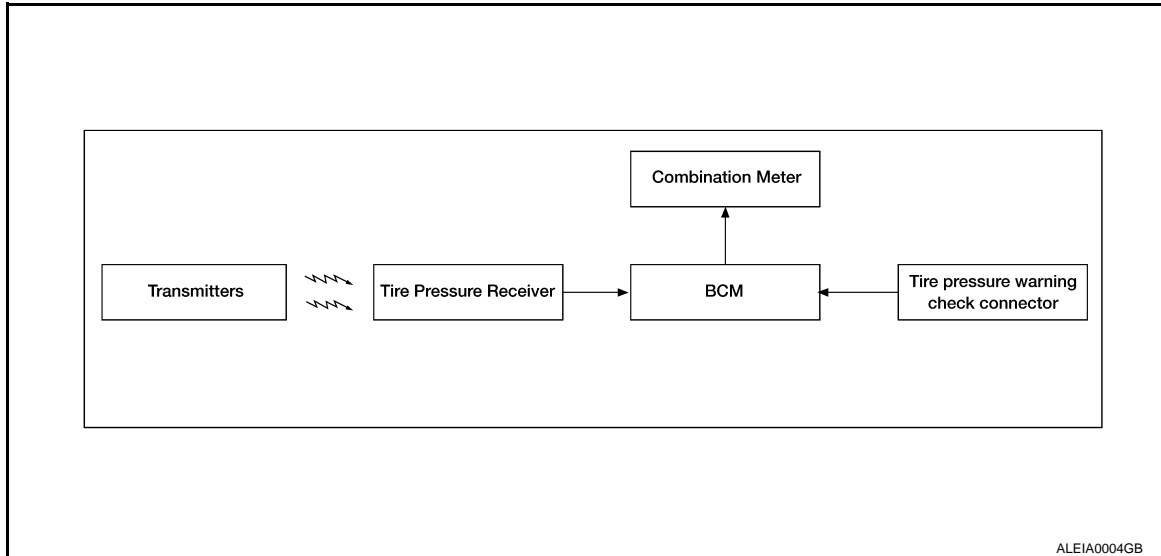 Combination Meter
Transmitters
Tire Pressure Receiver
BCM
Tire pressure warning
check connector
ALEIA0004GB